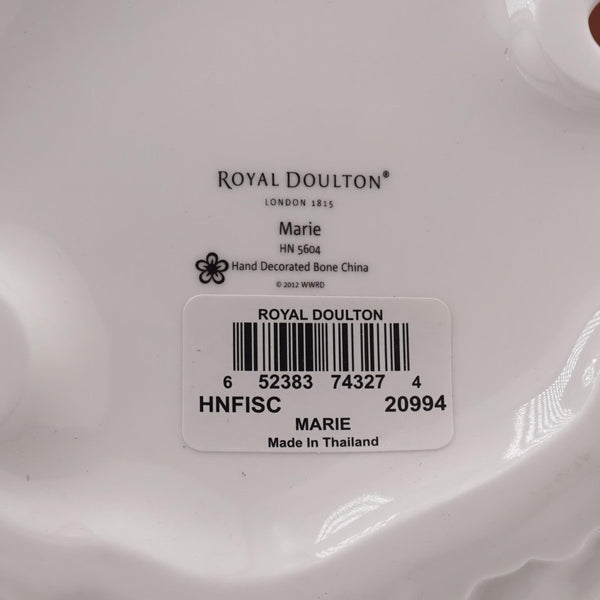 ROYAL DOULTON®
LONDON 1815
Marie
HN 5604
Hand Decorated Bone China
© 2012 WWRD
ROYAL DOULTON
6 52383 74327 4
HNFISC 20994
MARIE
Made In Thailand